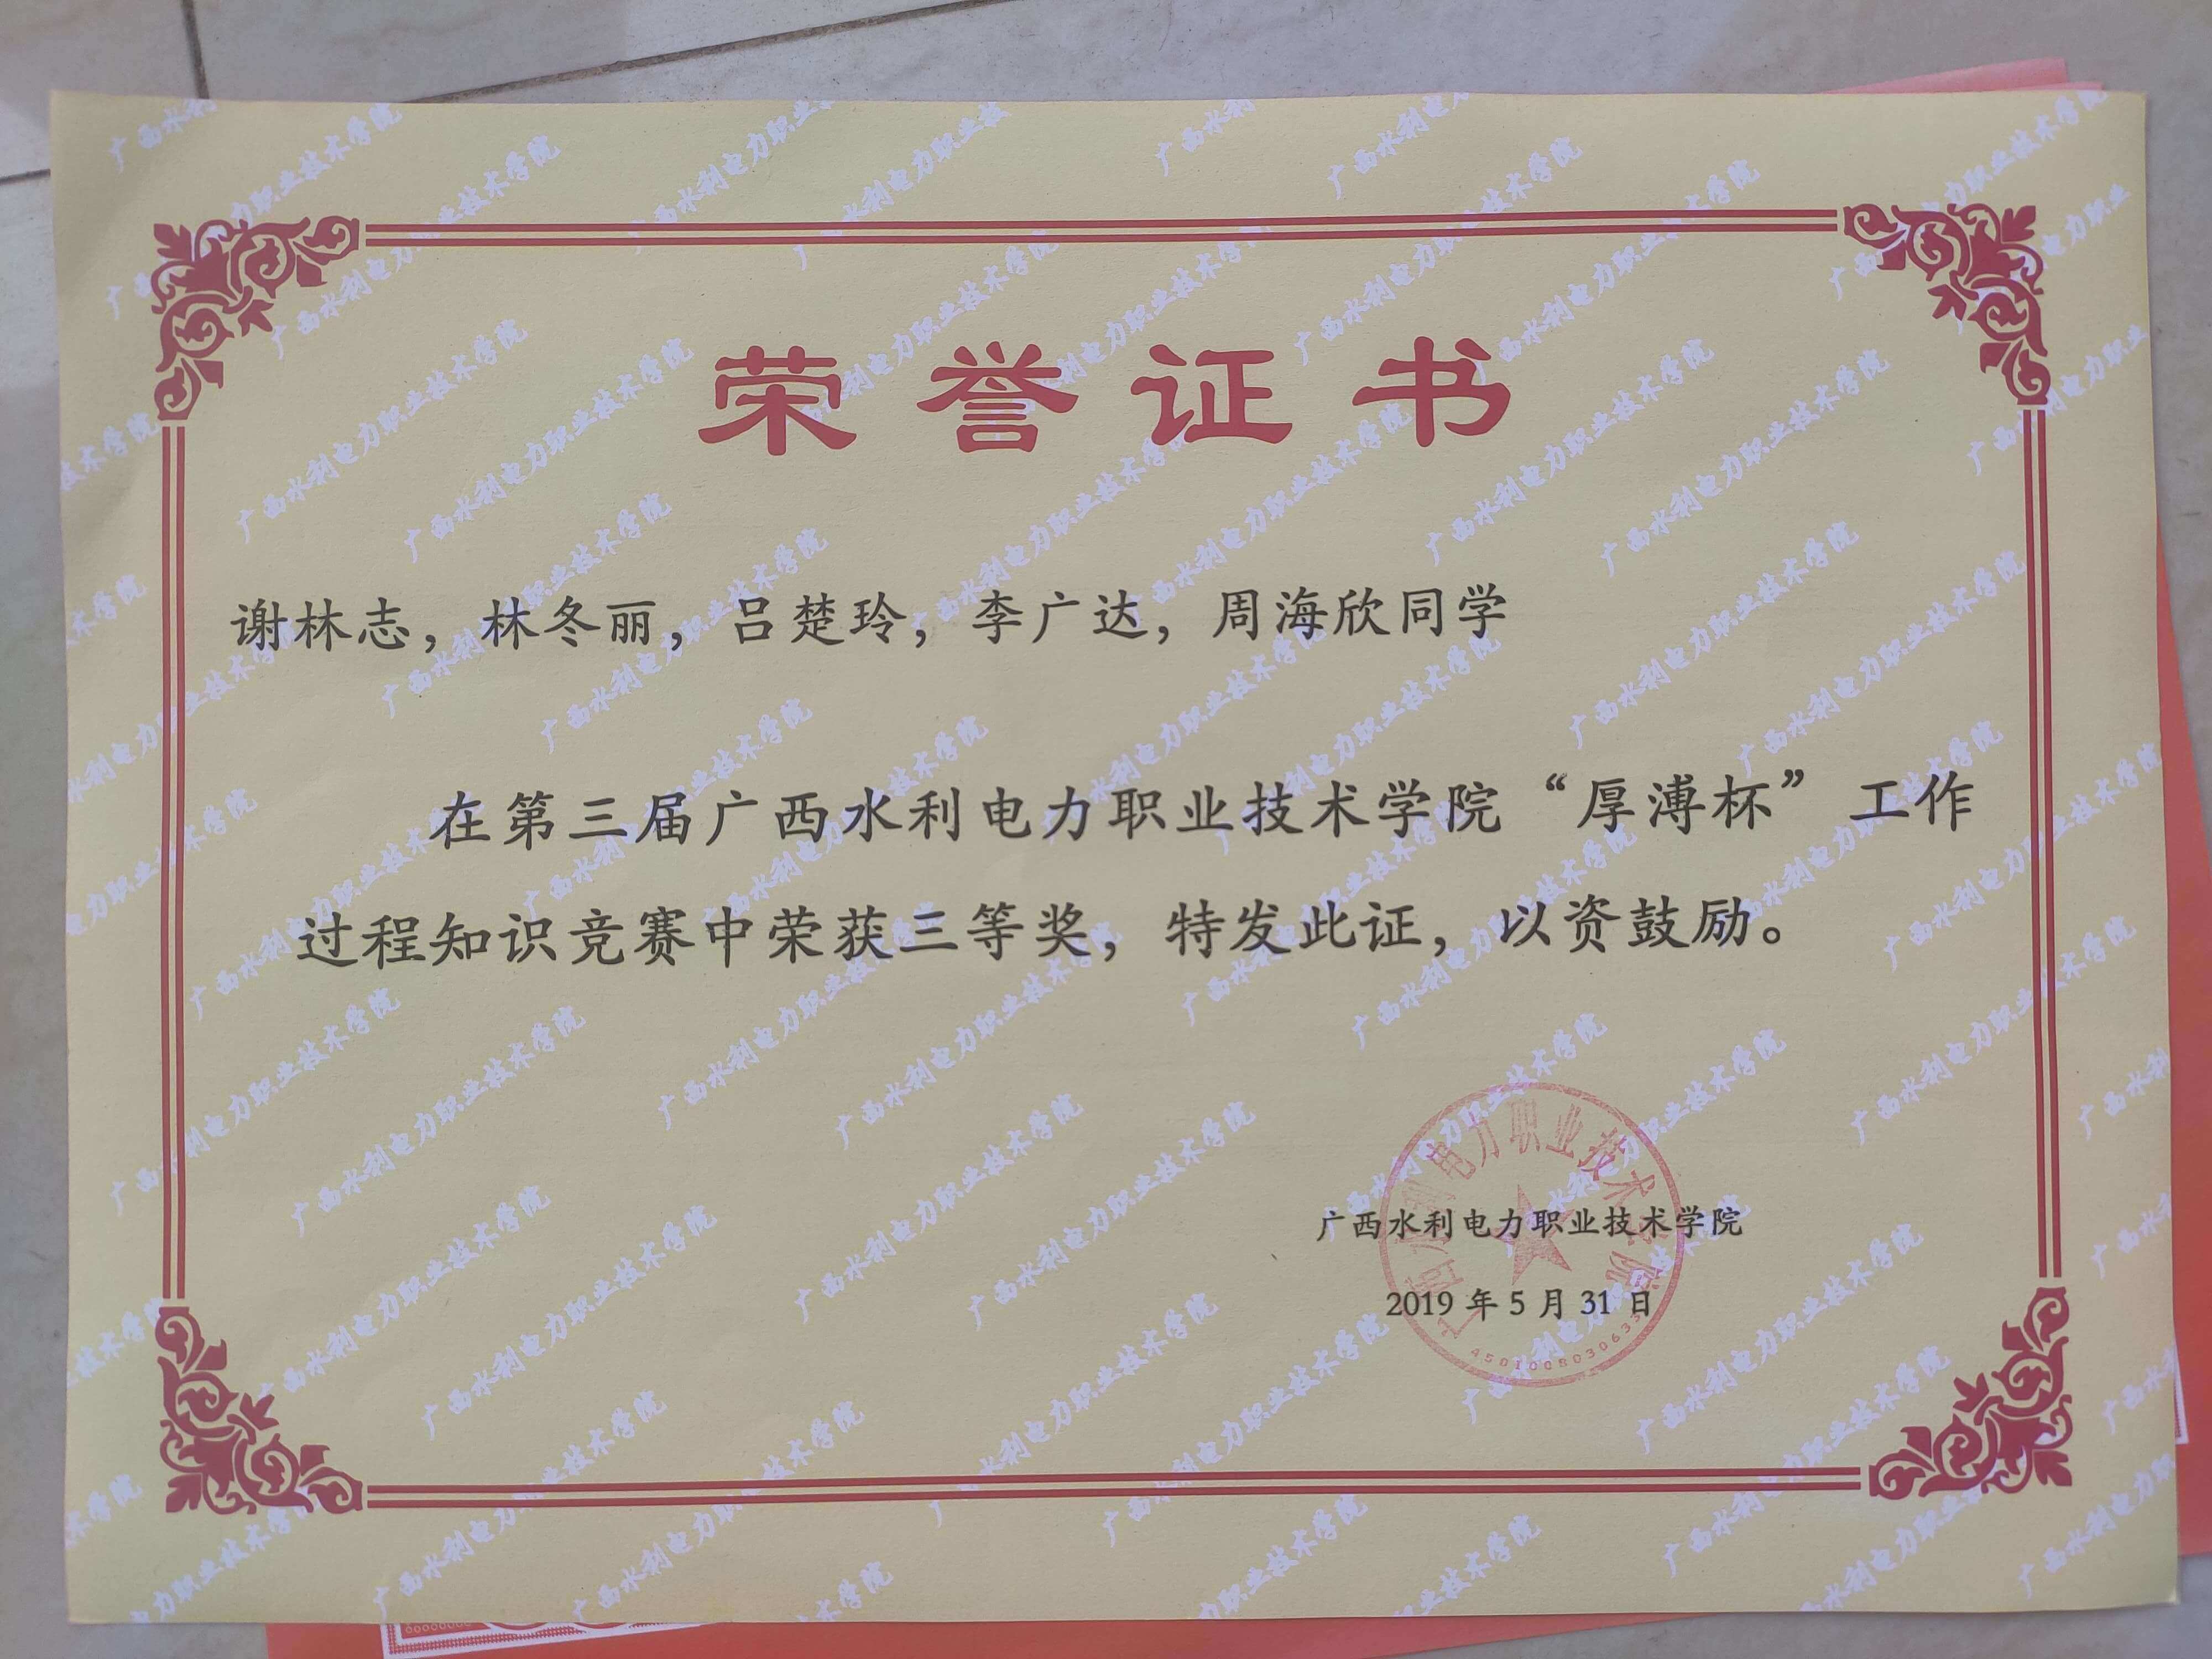 荣誉证书
谢林志，林冬丽，吕楚玲，李广达，周海欣同学
在第三届广西水利电力职业技术学院“厚溥杯”工作
过程知识竞赛中荣获三等奖，特发此证，以资鼓励。
广西水利电力职业技术学院
2019 年 5 月 31 日
广西水利电力职业技术学院